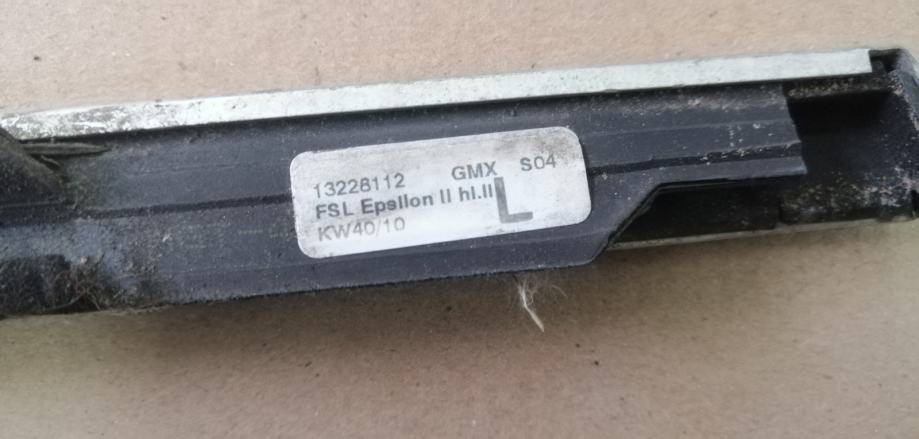 13228112 GMX S04
FSL Epsilon II hl.II L
KW40/10